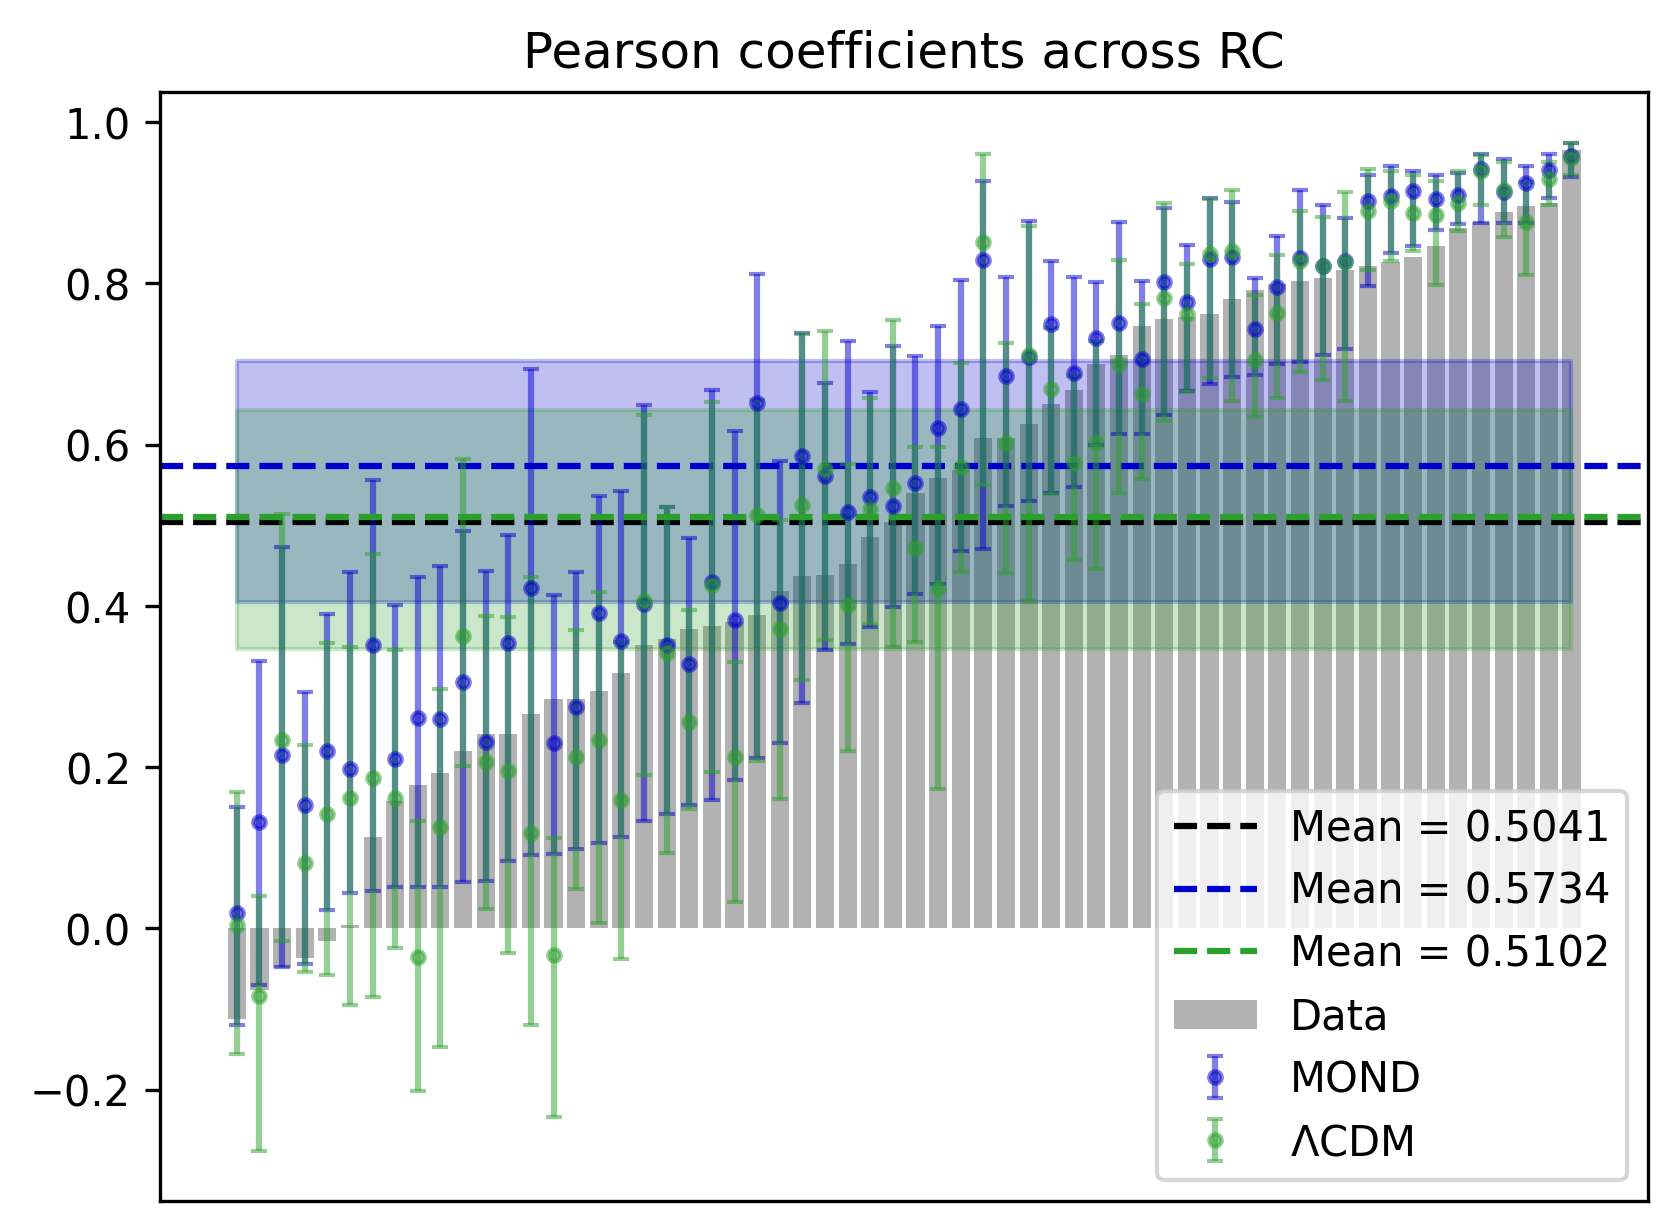 Pearson coefficients across RC
1.0
0.8
0.6
0.4
0.2
0.0
−0.2
Mean = 0.5041
Mean = 0.5734
Mean = 0.5102
Data
MOND
ΛCDM